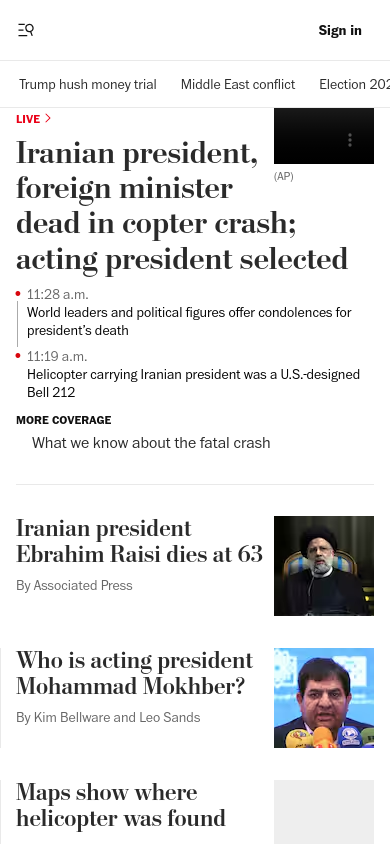 Sign in
Trump hush money trial
Middle East conflict
Election 202
LIVE
(AP)
Iranian president,
foreign minister
dead in copter crash;
acting president selected
11:28 a.m.
World leaders and political figures offer condolences for
president’s death
11:19 a.m.
Helicopter carrying Iranian president was a U.S.-designed
Bell 212
MORE COVERAGE
What we know about the fatal crash
Iranian president
Ebrahim Raisi dies at 63
By Associated Press
Who is acting president
Mohammad Mokhber?
By Kim Bellware and Leo Sands
Maps show where
helicopter was found